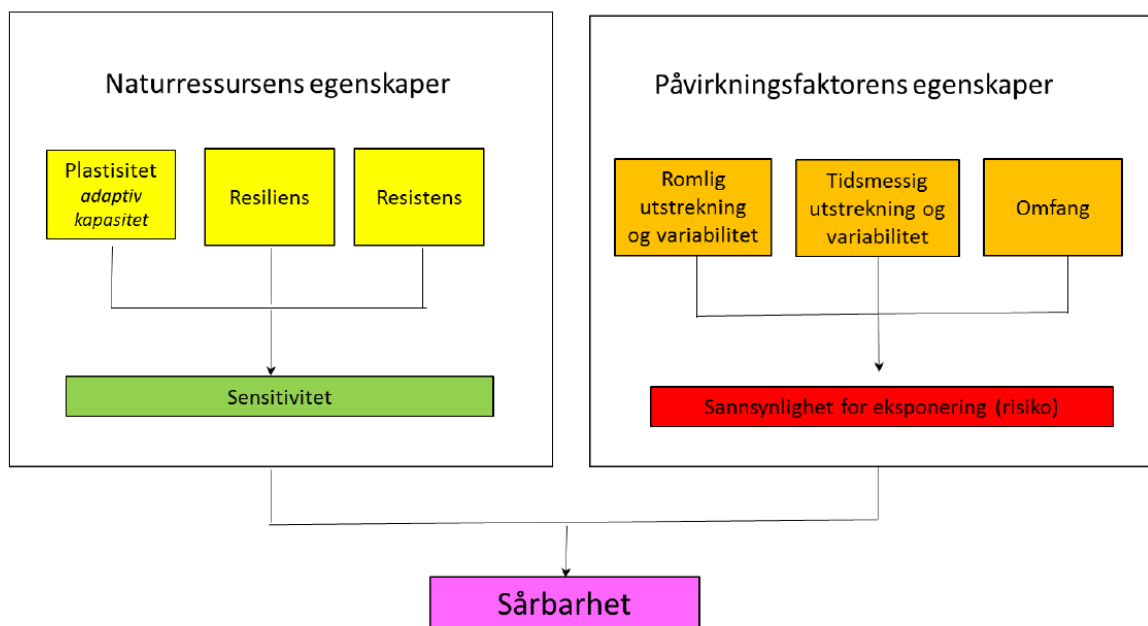 Naturressursens egenskaper
Plastisitet
adaptiv
kapasitet
Resiliens
Resistens
Sensitivitet
Påvirkningsfaktorens egenskaper
Romlig
utstrekning
og variabilitet
Tidsmessig
utstrekning og
variabilitet
Omfang
Sannsynlighet for eksponering (risiko)
Sårbarhet